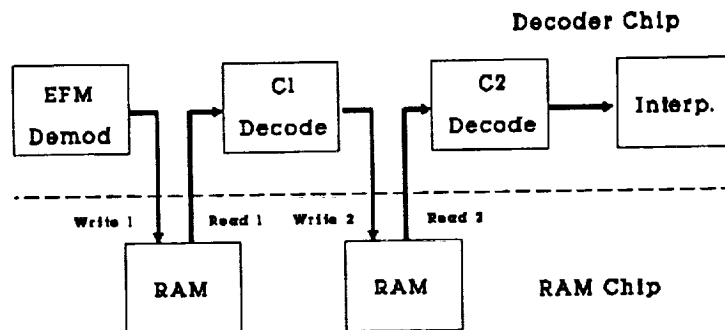 Decoder Chip
EFM
Demod
C1
Decode
C2
Decode
Interp.
Write 1
Read 1
Write 2
Read 2
RAM
RAM
RAM Chip